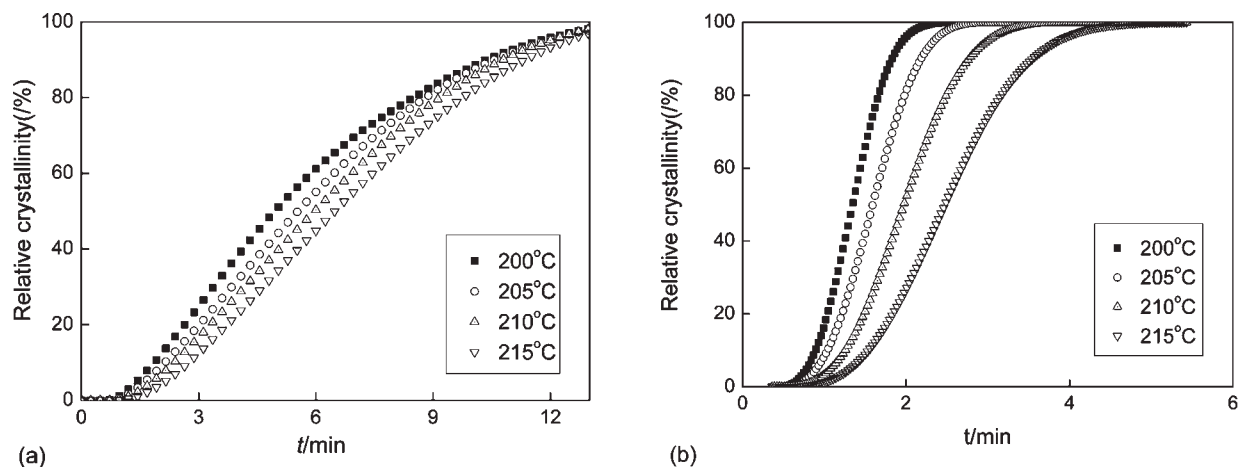 100
80
60
40
20
0
Relative crystallinity(/%)
200°C
205°C
210°C
215°C
0 3 6 9 12
t/min
(a)
100
80
60
40
20
0
Relative crystallinity(/%)
200°C
205°C
210°C
215°C
0 2 4 6
t/min
(b)